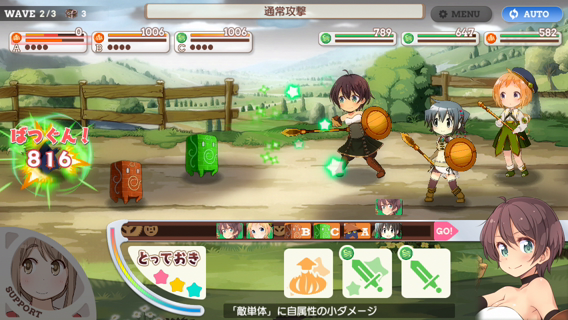 WAVE 2/3 3
通常攻撃
MENU
AUTO
0
1006
1006
789
647
582
A
B
C
ばつぐん!
816
B
C
A
GO!
とっておき
SUPPORT
「敵単体」に自属性の小ダメージ